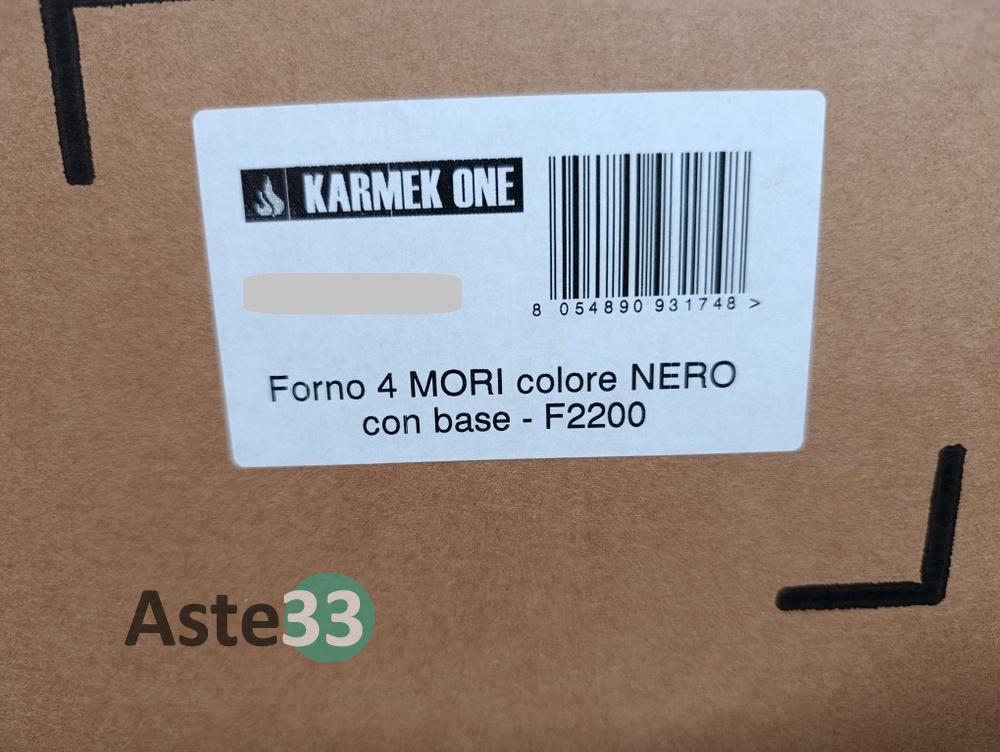 KARMEK ONE
8 054890 931748 >
Forno 4 MORI colore NERO
con base - F2200
Aste33